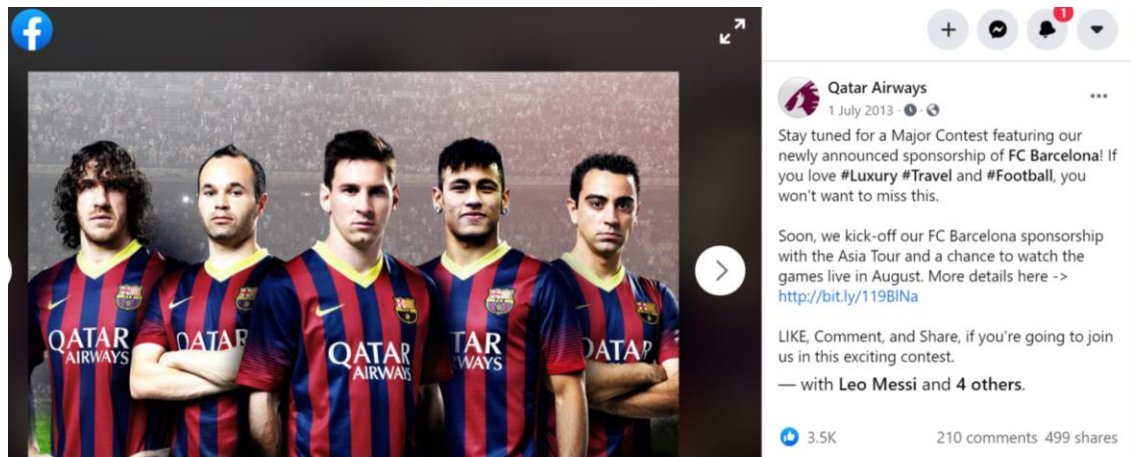 1
Qatar Airways
1 July 2013
Stay tuned for a Major Contest featuring our
newly announced sponsorship of FC Barcelona! If
you love #Luxury #Travel and #Football, you
won't want to miss this.
Soon, we kick-off our FC Barcelona sponsorship
with the Asia Tour and a chance to watch the
games live in August. More details here ->
http://bit.ly/119BlNa
LIKE, Comment, and Share, if you're going to join
us in this exciting contest.
— with Leo Messi and 4 others.
3.5K 210 comments 499 shares
QATAR
AIRWAYS
QATAR
QATAR
AIRWAYS
TAR
WAYS
QATAR